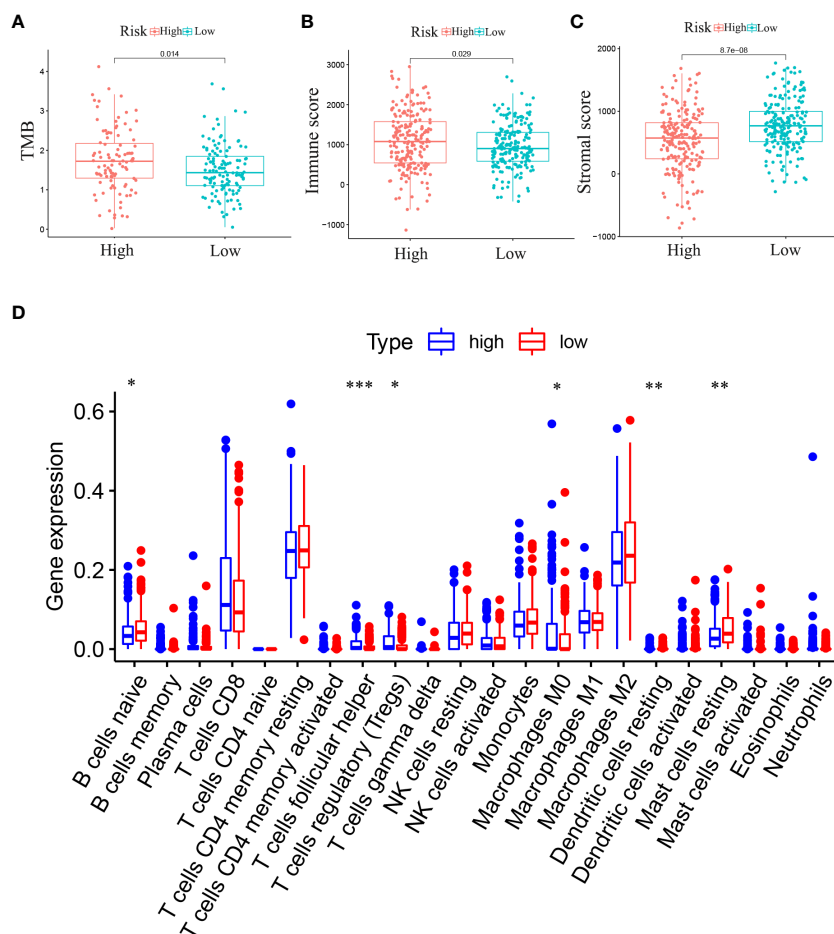 A
Risk High Low
0.014
TMB
4
3
2
1
0
High Low
B
Risk High Low
0.029
Immune score
3000
2000
1000
0
−1000
High Low
C
Risk High Low
8.7e−08
Stromal score
2000
1000
0
−1000
High Low
D
Type high low
* *** * * ** **
Gene expression
0.6
0.4
0.2
0.0
B cells naive
B cells memory
Plasma cells
T cells CD8
T cells CD4 naive
T cells CD4 memory resting
T cells CD4 memory activated
T cells follicular helper
T cells regulatory (Tregs)
T cells gamma delta
NK cells resting
NK cells activated
Monocytes
Macrophages M0
Macrophages M1
Macrophages M2
Dendritic cells resting
Dendritic cells activated
Mast cells resting
Mast cells activated
Eosinophils
Neutrophils